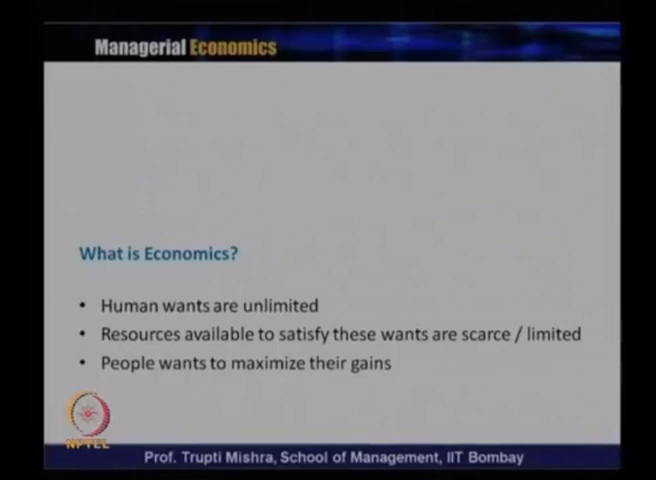 Managerial Economics
What is Economics?
• Human wants are unlimited
• Resources available to satisfy these wants are scarce / limited
• People wants to maximize their gains
NPTEL
Prof. Trupti Mishra, School of Management, IIT Bombay